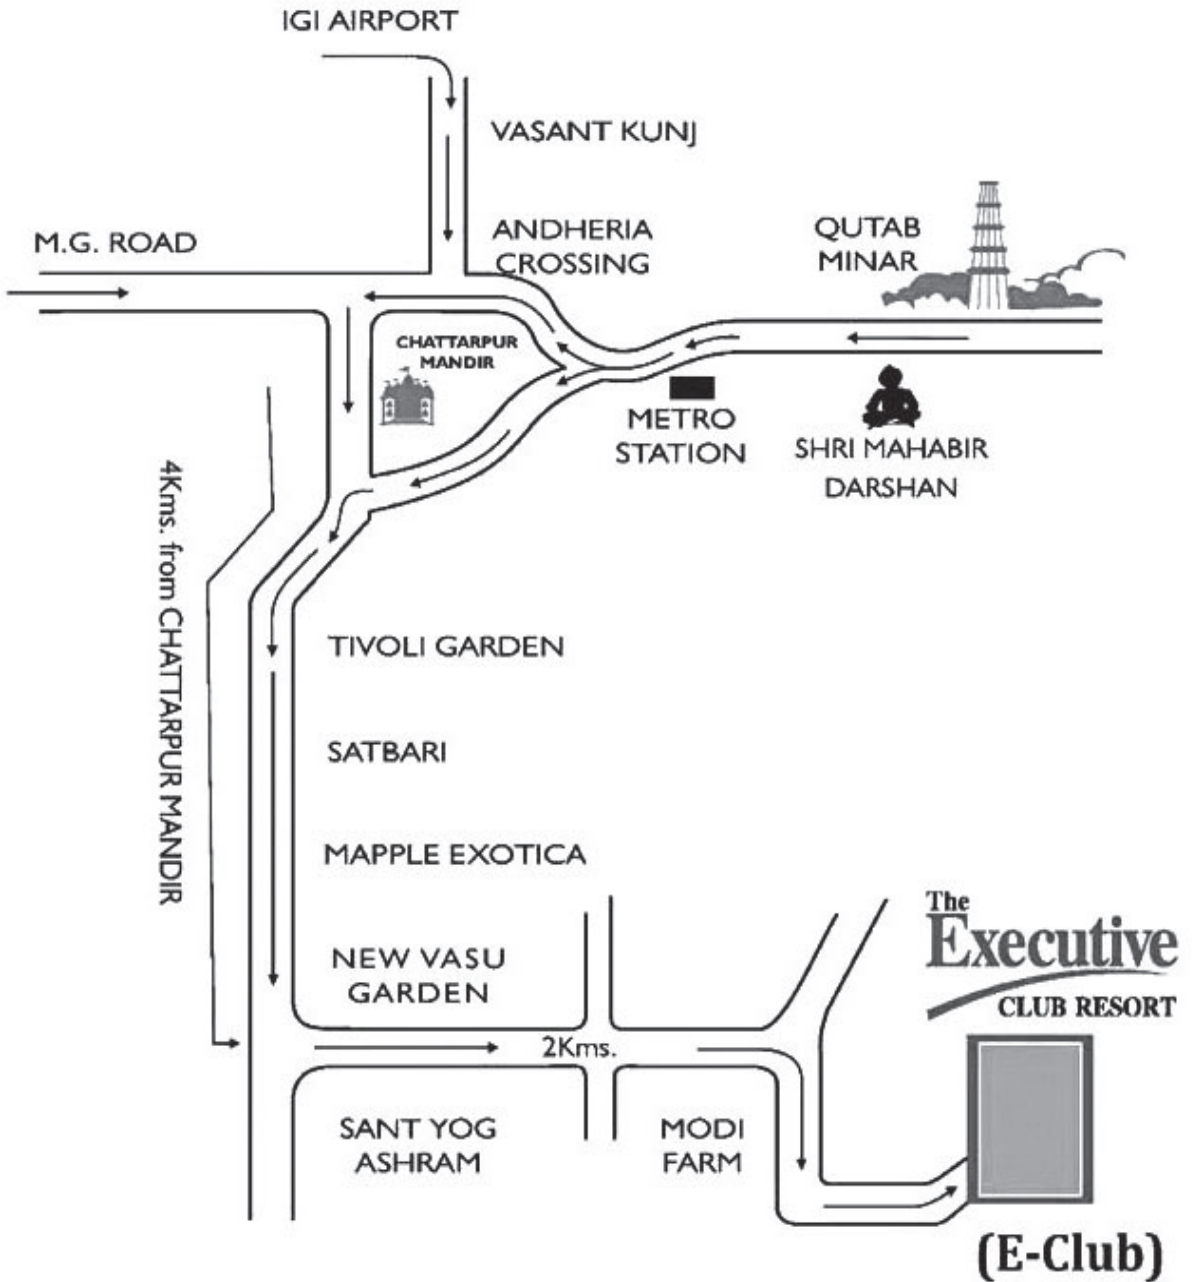 IGI AIRPORT
VASANT KUNJ
M.G. ROAD
ANDHERIA
CROSSING
QUTAB
MINAR
CHATTARPUR
MANDIR
METRO
STATION
SHRI MAHABIR
DARSHAN
4Kms. from CHATTARPUR MANDIR
TIVOLI GARDEN
SATBARI
MAPPLE EXOTICA
NEW VASU
GARDEN
The
Executive
CLUB RESORT
2Kms.
SANT YOG
ASHRAM
MODI
FARM
(E-Club)